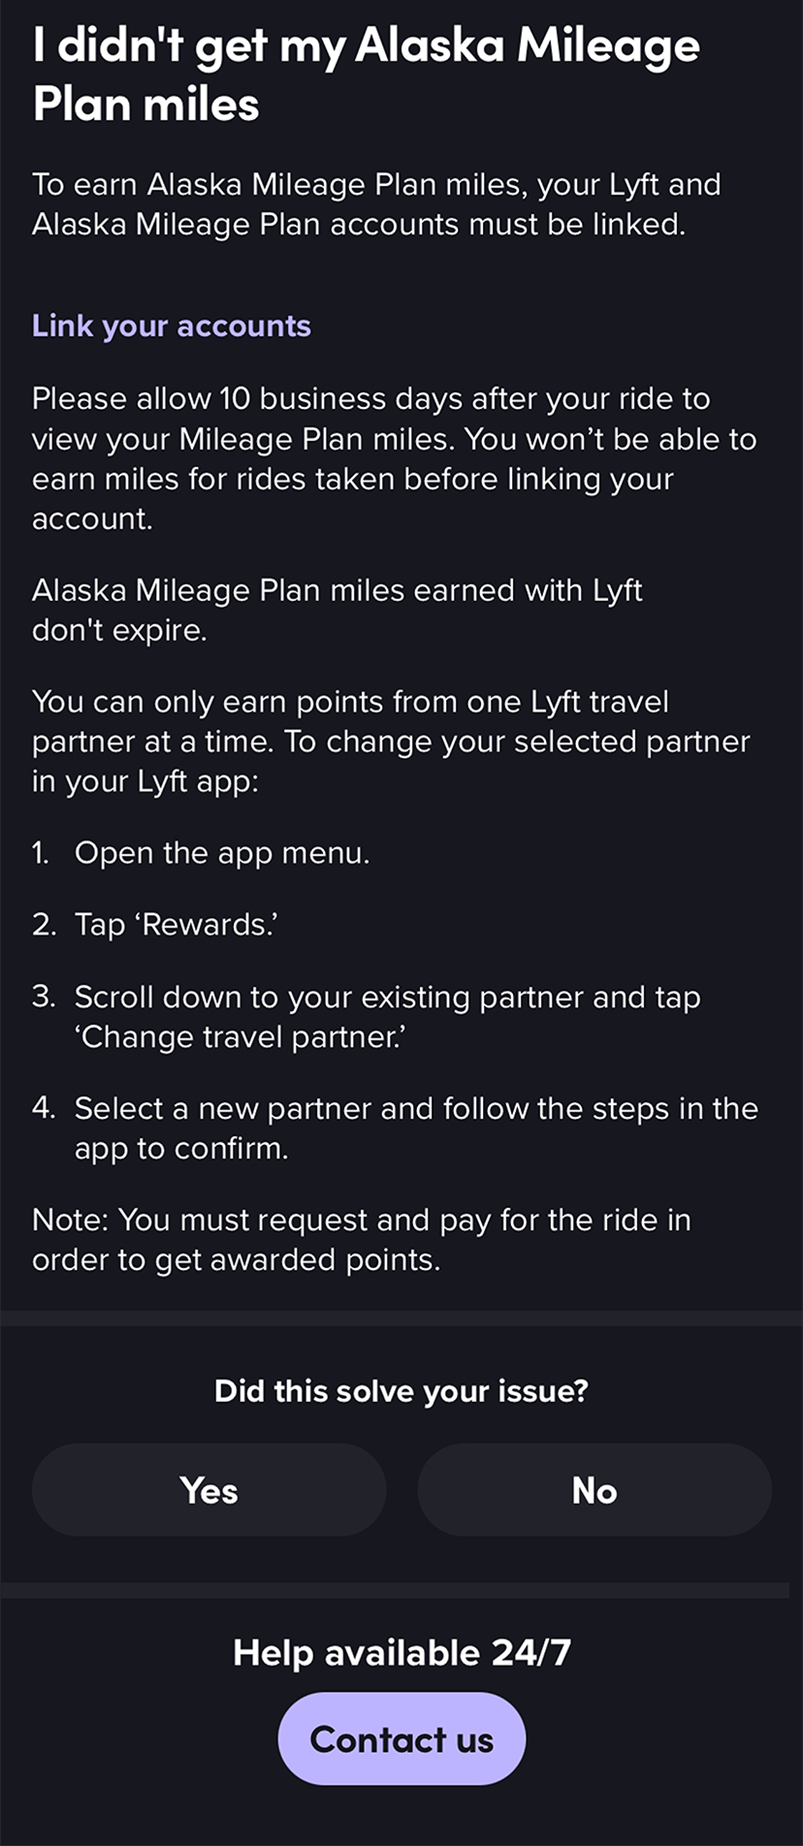 I didn't get my Alaska Mileage
Plan miles
To earn Alaska Mileage Plan miles, your Lyft and
Alaska Mileage Plan accounts must be linked.
Link your accounts
Please allow 10 business days after your ride to
view your Mileage Plan miles. You won’t be able to
earn miles for rides taken before linking your
account.
Alaska Mileage Plan miles earned with Lyft
don't expire.
You can only earn points from one Lyft travel
partner at a time. To change your selected partner
in your Lyft app:
1. Open the app menu.
2. Tap ‘Rewards.’
3. Scroll down to your existing partner and tap
‘Change travel partner.’
4. Select a new partner and follow the steps in the
app to confirm.
Note: You must request and pay for the ride in
order to get awarded points.
Did this solve your issue?
Yes No
Help available 24/7
Contact us